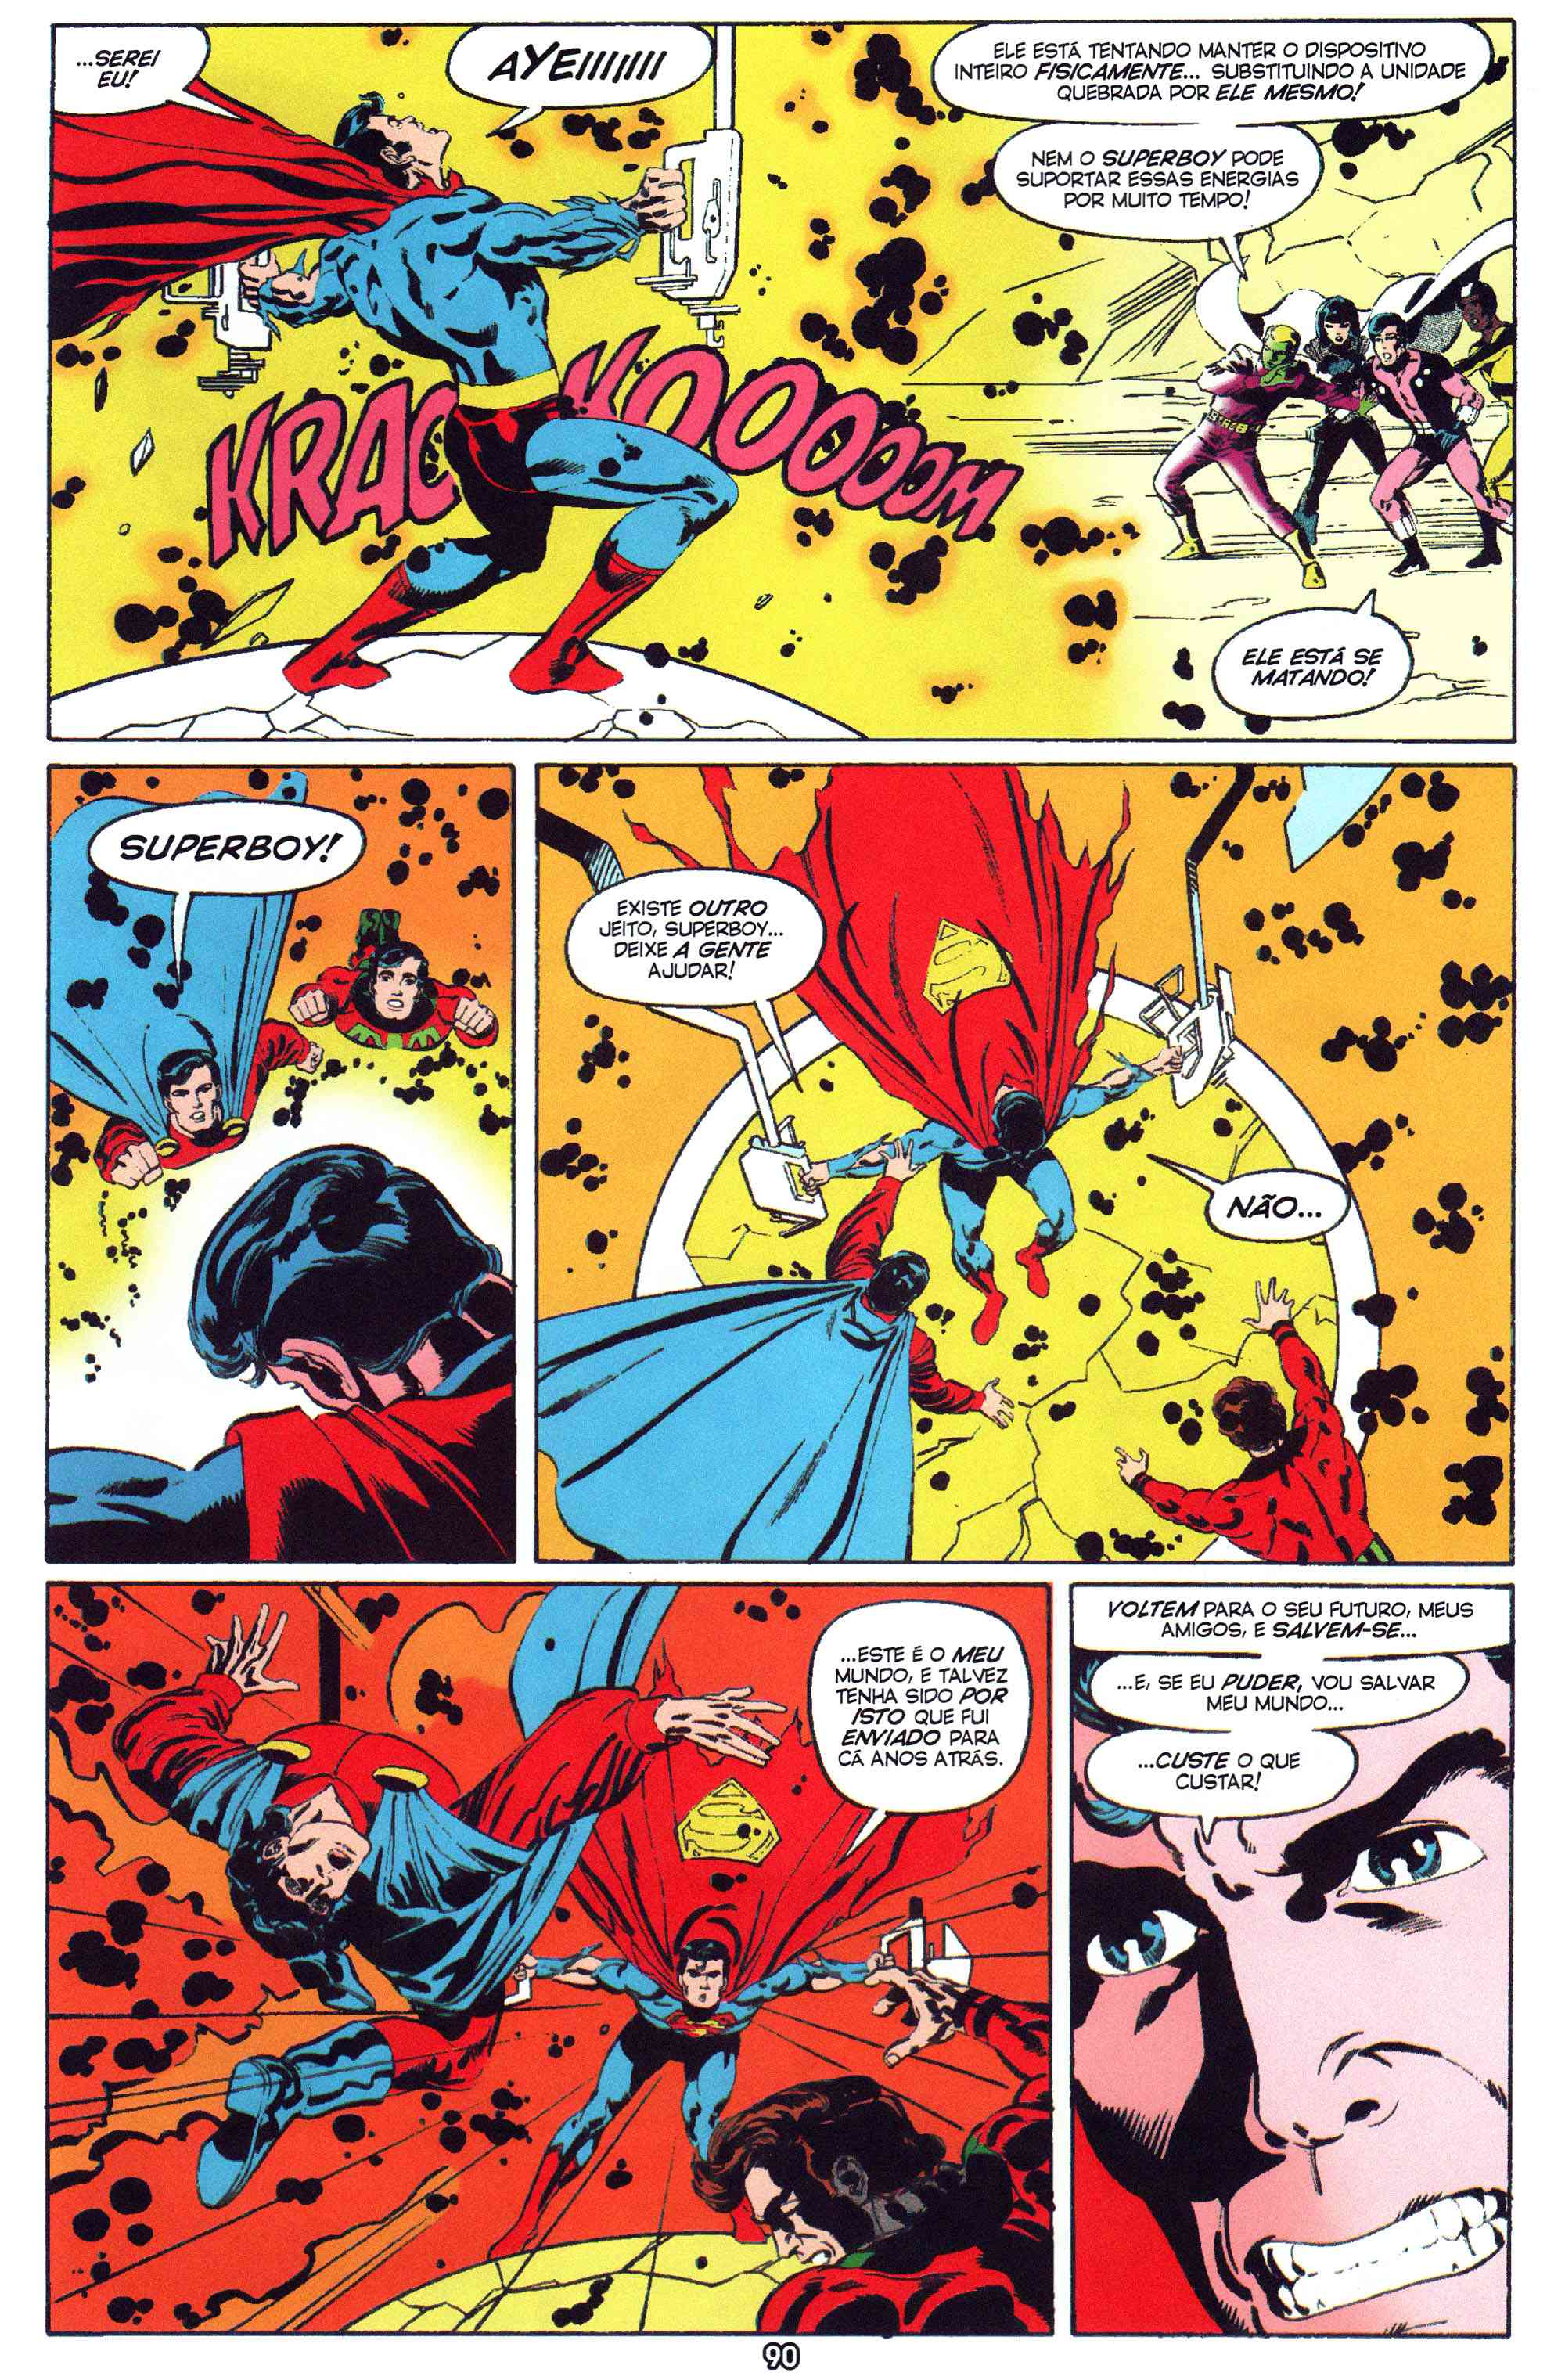 ...SEREI
EU!
AYEIIIIIII
ELE ESTÁ TENTANDO MANTER O DISPOSITIVO
INTEIRO FISICAMENTE... SUBSTITUINDO A UNIDADE
QUEBRADA POR ELE MESMO!
NEM O SUPERBOY PODE
SUPORTAR ESSAS ENERGIAS
POR MUITO TEMPO!
KRAC KOOOOOOM
ELE ESTÁ SE
MATANDO!
SUPERBOY!
EXISTE OUTRO
JEITO, SUPERBOY...
DEIXE A GENTE
AJUDAR!
NÃO...
...ESTE É O MEU
MUNDO, E TALVEZ
TENHA SIDO POR
ISTO QUE FUI
ENVIADO PARA
CÁ ANOS ATRÁS.
VOLTEM PARA O SEU FUTURO, MEUS
AMIGOS, E SALVEM-SE...
...E, SE EU PUDER, VOU SALVAR
MEU MUNDO...
...CUSTE O QUE
CUSTAR!
90